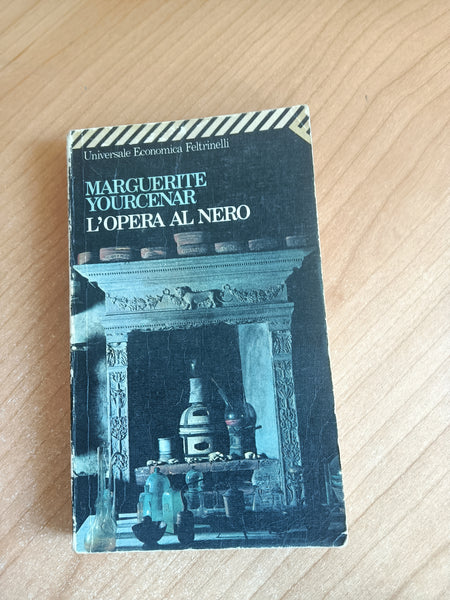 Universale Economica Feltrinelli
MARGUERITE
YOURCENAR
L'OPERA AL NERO